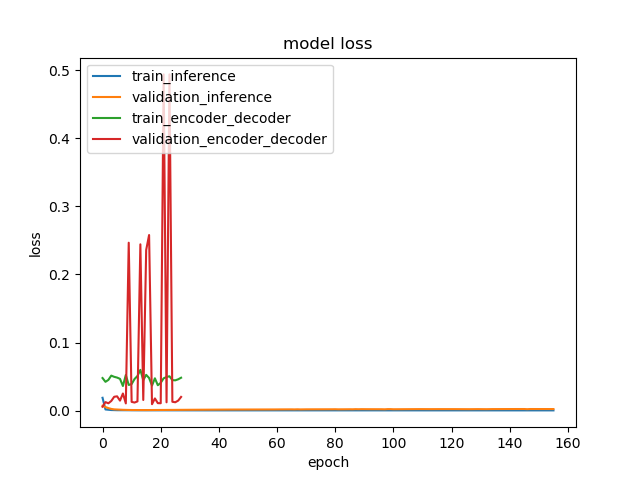 model loss
train_inference
validation_inference
train_encoder_decoder
validation_encoder_decoder
0.5
0.4
0.3
0.2
0.1
0.0
loss
0 20 40 60 80 100 120 140 160
epoch